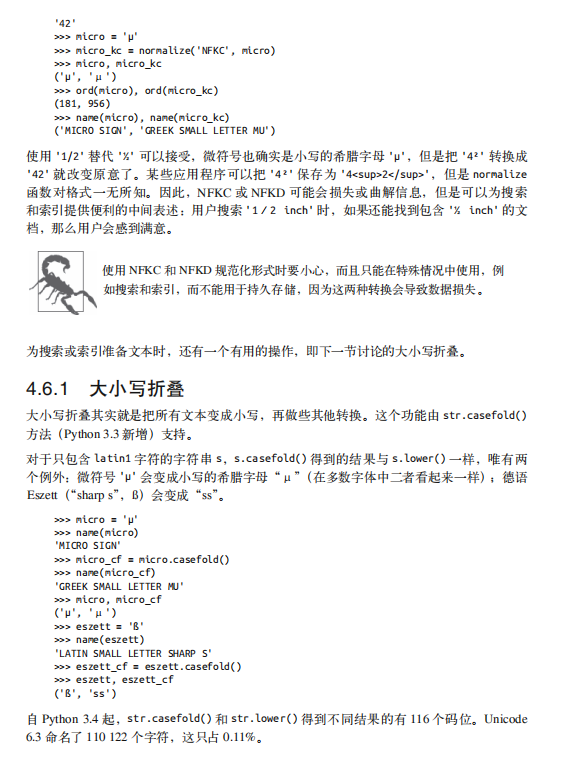 '42'
>>> micro = 'µ'
>>> micro_kc = normalize('NFKC', micro)
>>> micro, micro_kc
('µ', 'μ')
>>> ord(micro), ord(micro_kc)
(181, 956)
>>> name(micro), name(micro_kc)
('MICRO SIGN', 'GREEK SMALL LETTER MU')
使用 '1/2' 替代 '½' 可以接受，微符号也确实是小写的希腊字母 'µ'，但是把 '4²' 转换成
'42' 就改变原意了。某些应用程序可以把 '4²' 保存为 '4<sup>2</sup>'，但是 normalize
函数对格式一无所知。因此，NFKC 或 NFKD 可能会损失或曲解信息，但是可以为搜索
和索引提供便利的中间表述：用户搜索 '1 / 2 inch' 时，如果还能找到包含 '½ inch' 的文
档，那么用户会感到满意。
使用 NFKC 和 NFKD 规范化形式时要小心，而且只能在特殊情况中使用，例
如搜索和索引，而不能用于持久存储，因为这两种转换会导致数据损失。
为搜索或索引准备文本时，还有一个有用的操作，即下一节讨论的大小写折叠。
4.6.1 大小写折叠
大小写折叠其实就是把所有文本变成小写，再做些其他转换。这个功能由 str.casefold()
方法（Python 3.3 新增）支持。
对于只包含 latin1 字符的字符串 s，s.casefold() 得到的结果与 s.lower() 一样，唯有两
个例外：微符号 'µ' 会变成小写的希腊字母“μ”（在多数字体中二者看起来一样）；德语
Eszett（“sharp s”，ß）会变成“ss”。
>>> micro = 'µ'
>>> name(micro)
'MICRO SIGN'
>>> micro_cf = micro.casefold()
>>> name(micro_cf)
'GREEK SMALL LETTER MU'
>>> micro, micro_cf
('µ', 'μ')
>>> eszett = 'ß'
>>> name(eszett)
'LATIN SMALL LETTER SHARP S'
>>> eszett_cf = eszett.casefold()
>>> eszett, eszett_cf
('ß', 'ss')
自 Python 3.4 起，str.casefold() 和 str.lower() 得到不同结果的有 116 个码位。Unicode
6.3 命名了 110 122 个字符，这只占 0.11%。